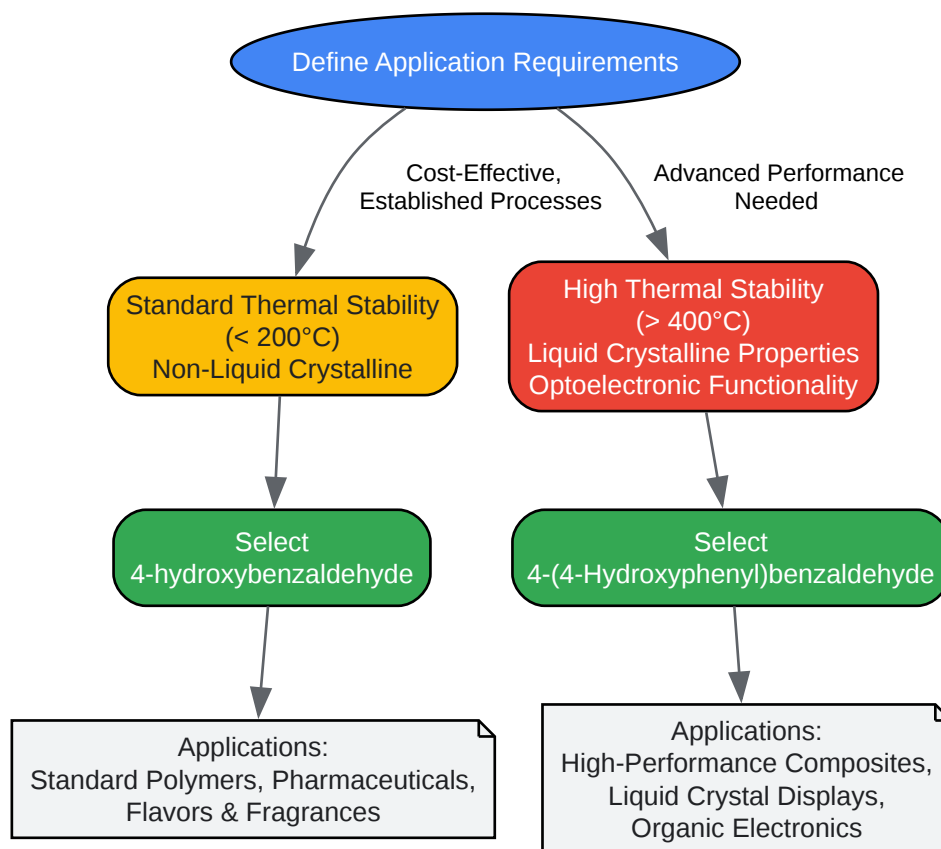 Define Application Requirements
Cost-Effective,
Established Processes
Advanced Performance
Needed
Standard Thermal Stability
(< 200°C)
Non-Liquid Crystalline
High Thermal Stability
(> 400°C)
Liquid Crystalline Properties
Optoelectronic Functionality
Select
4-hydroxybenzaldehyde
Select
4-(4-Hydroxyphenyl)benzaldehyde
Applications:
Standard Polymers, Pharmaceuticals,
Flavors & Fragrances
Applications:
High-Performance Composites,
Liquid Crystal Displays,
Organic Electronics